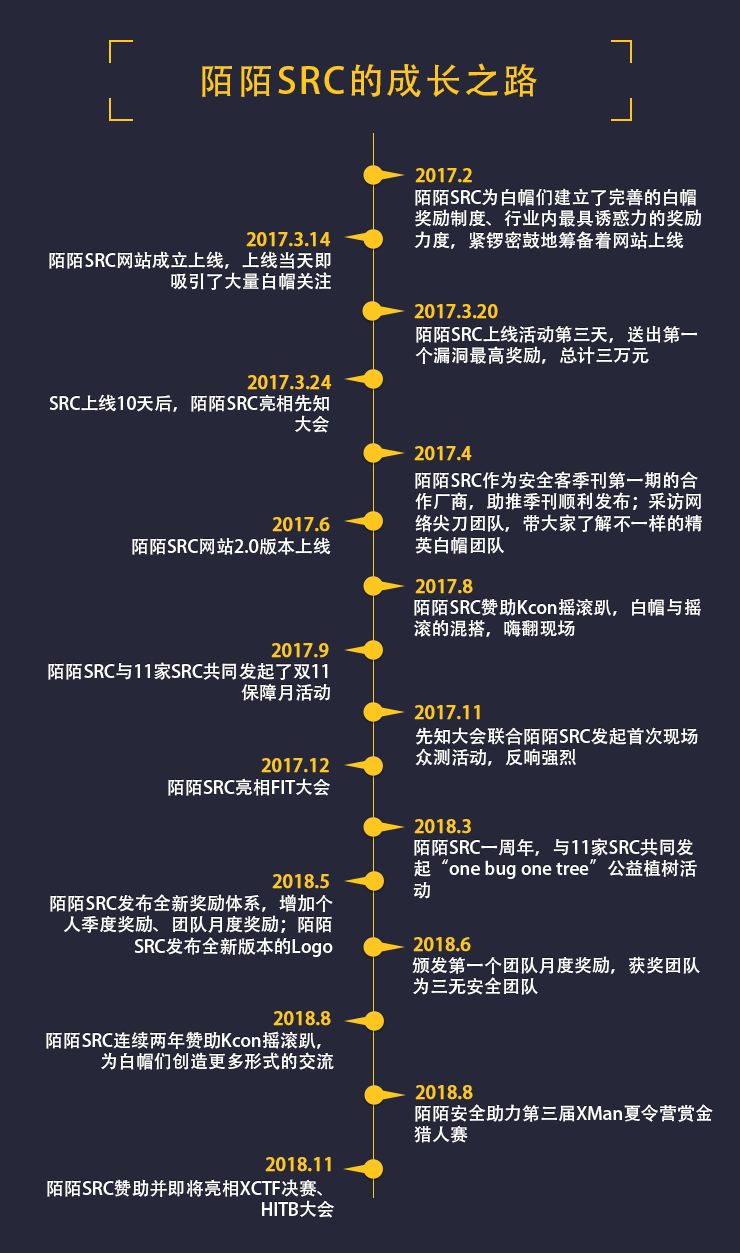 陌陌SRC的成长之路
2017.2
陌陌SRC为白帽们建立了完善的白帽
奖励制度、行业内最具诱惑力的奖励
力度，紧锣密鼓地筹备着网站上线
2017.3.14
陌陌SRC网站成立上线，上线当天即
吸引了大量白帽关注
2017.3.20
陌陌SRC上线活动第三天，送出第一
个漏洞最高奖励，总计三万元
2017.3.24
SRC上线10天后，陌陌SRC亮相先知
大会
2017.4
陌陌SRC作为安全客季刊第一期的合
作厂商，助推季刊顺利发布；采访网
络尖刀团队，带大家了解不一样的精
英白帽团队
2017.6
陌陌SRC网站2.0版本上线
2017.8
陌陌SRC赞助Kcon摇滚趴，白帽与摇
滚的混搭，嗨翻现场
2017.9
陌陌SRC与11家SRC共同发起了双11
保障月活动
2017.11
先知大会联合陌陌SRC发起首次现场
众测活动，反响强烈
2017.12
陌陌SRC亮相FIT大会
2018.3
陌陌SRC一周年，与11家SRC共同发
起“one bug one tree”公益植树活
动
2018.5
陌陌SRC发布全新奖励体系，增加个
人季度奖励、团队月度奖励；陌陌
SRC发布全新版本的Logo
2018.6
颁发第一个团队月度奖励，获奖团队
为三无安全团队
2018.8
陌陌SRC连续两年赞助Kcon摇滚趴，
为白帽们创造更多形式的交流
2018.8
陌陌安全助力第三届XMan夏令营赏金
猎人赛
2018.11
陌陌SRC赞助并即将亮相XCTF决赛、
HITB大会